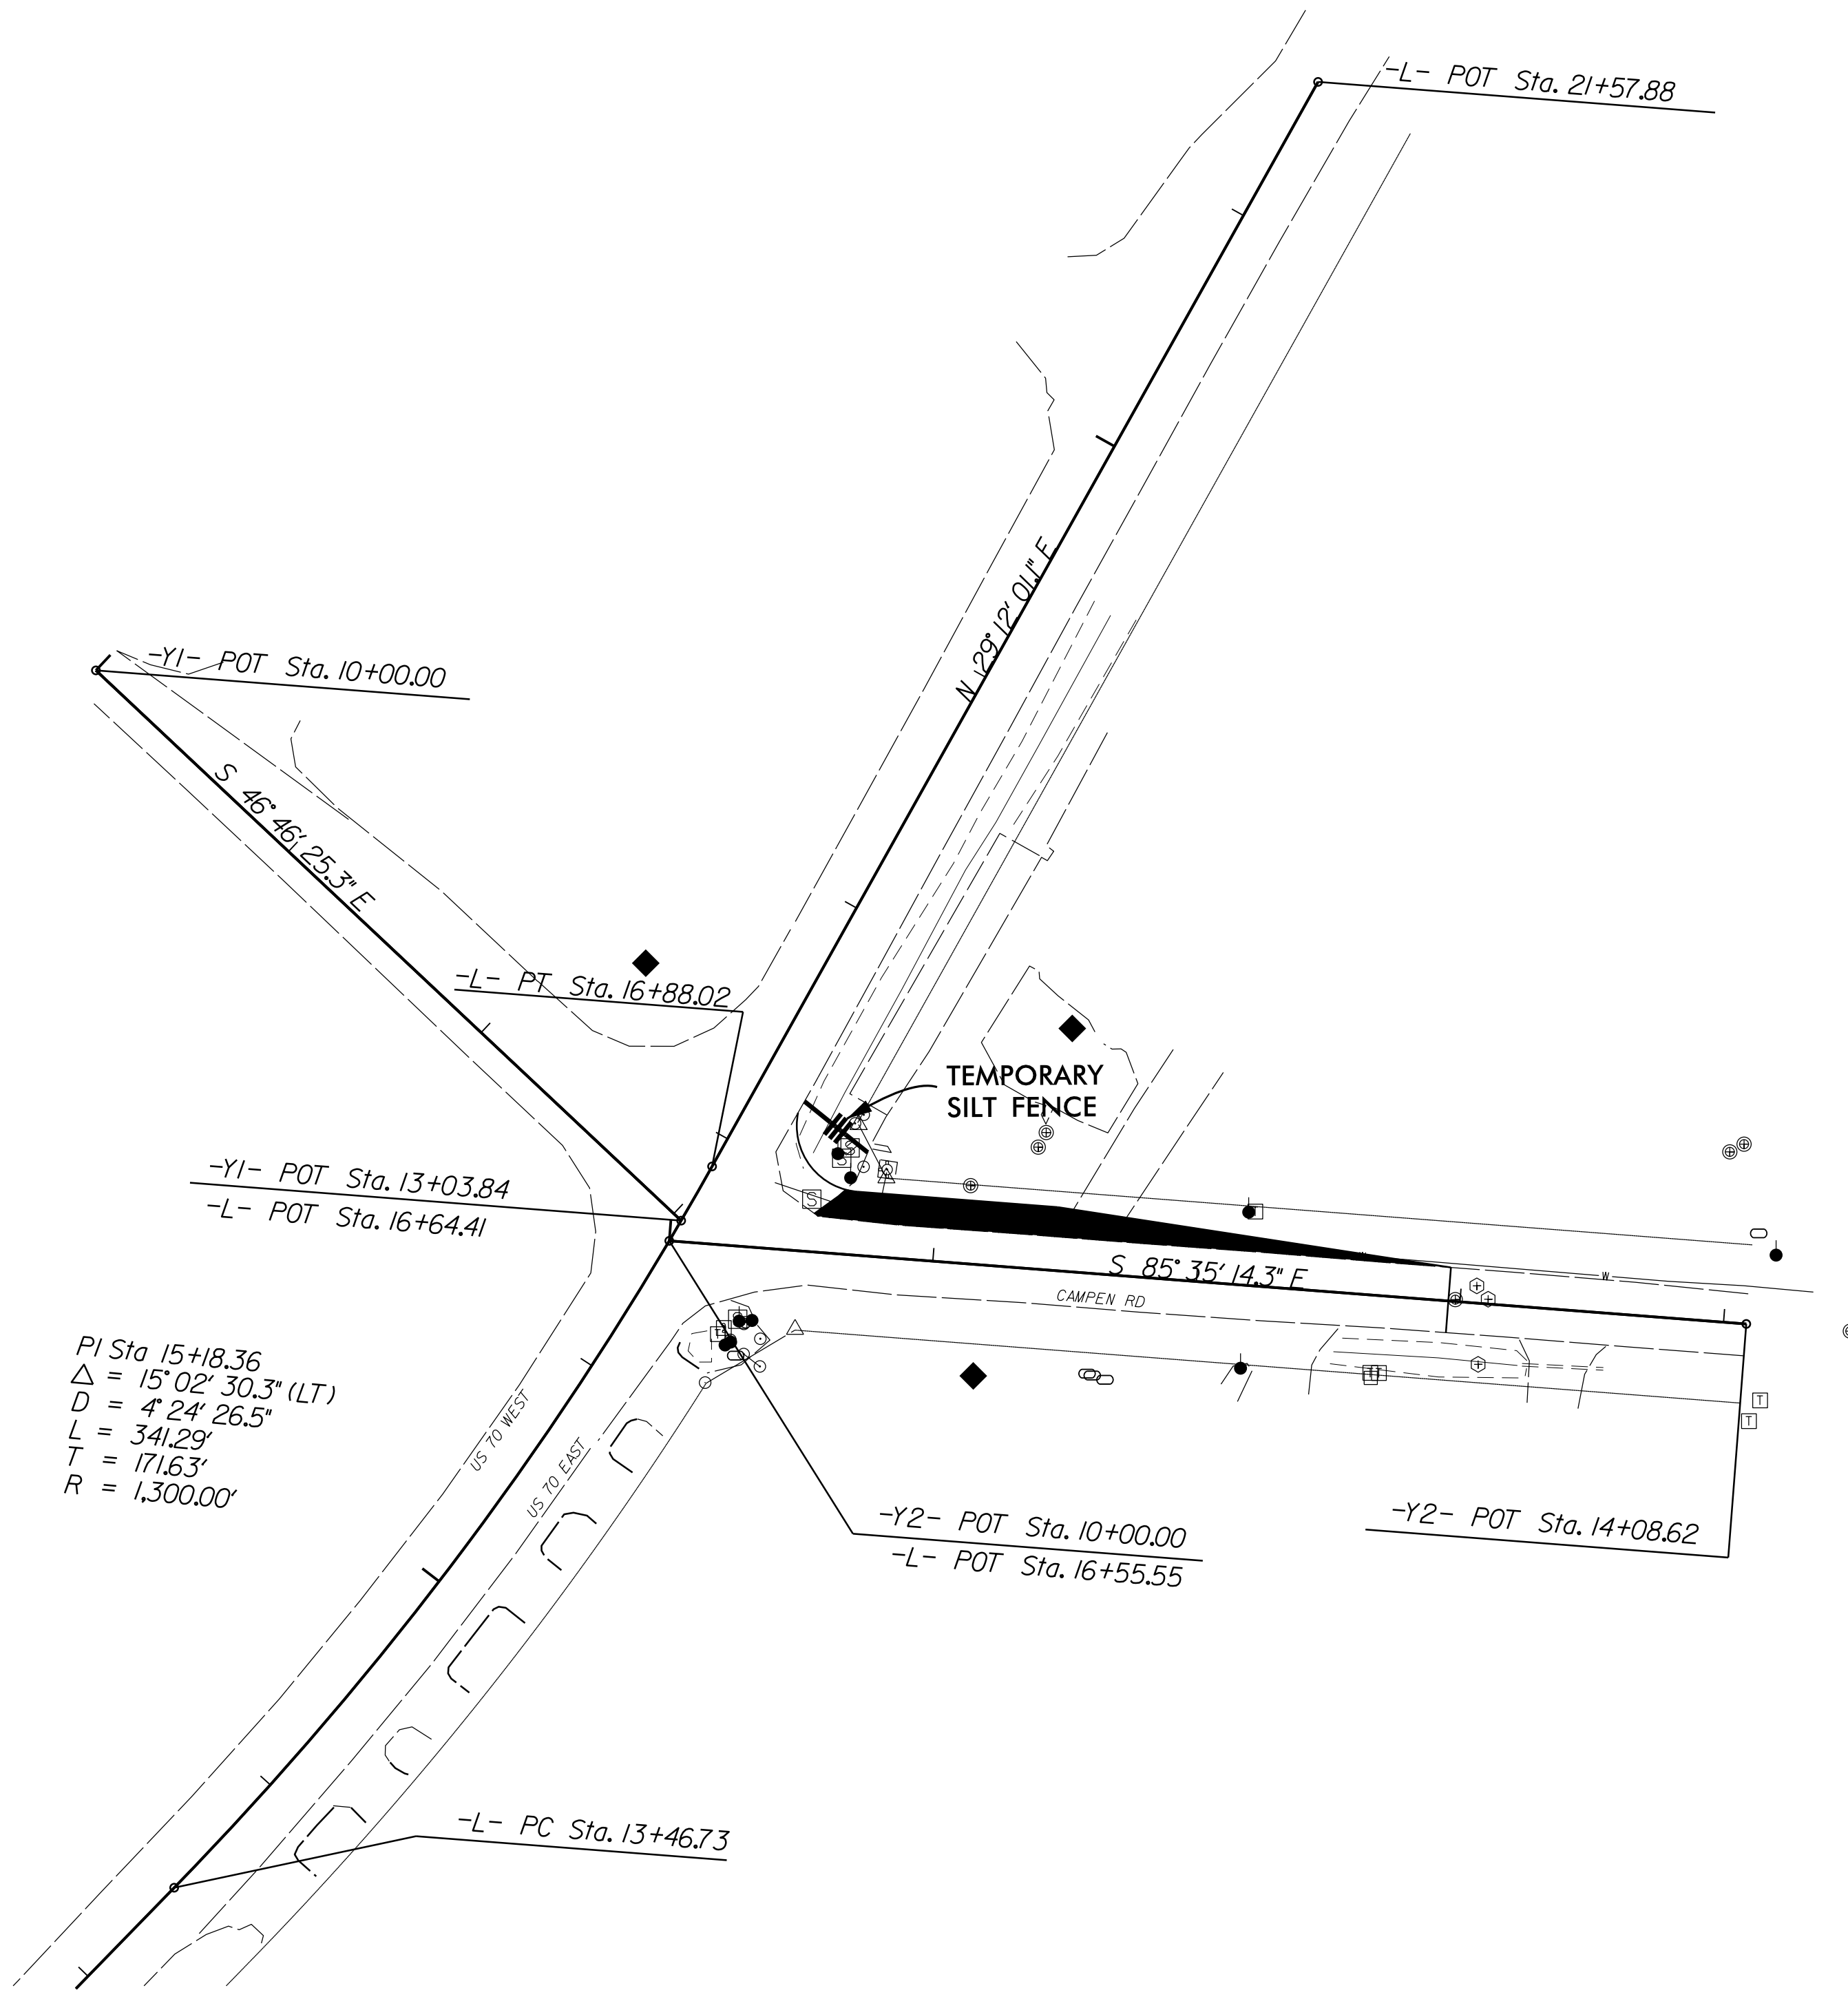 -L- POT Sta. 21+57.88
N 29° 12' 01.1" E
-Y1- POT Sta. 10+00.00
S 46° 46' 25.3" E
-L- PT Sta. 16+88.02
TEMPORARY
SILT FENCE
-Y1- POT Sta. 13+03.84
-L- POT Sta. 16+64.41
S
S
S
S 85° 35' 14.3" E
W
CAMPEN RD
PI Sta 15+18.36
△ = 15° 02' 30.3" (LT)
D = 4° 24' 26.5"
L = 341.29'
T = 171.63'
R = 1,300.00'
US 70 WEST
US 70 EAST
T
T
-Y2- POT Sta. 10+00.00
-L- POT Sta. 16+55.55
-Y2- POT Sta. 14+08.62
-L- PC Sta. 13+46.73